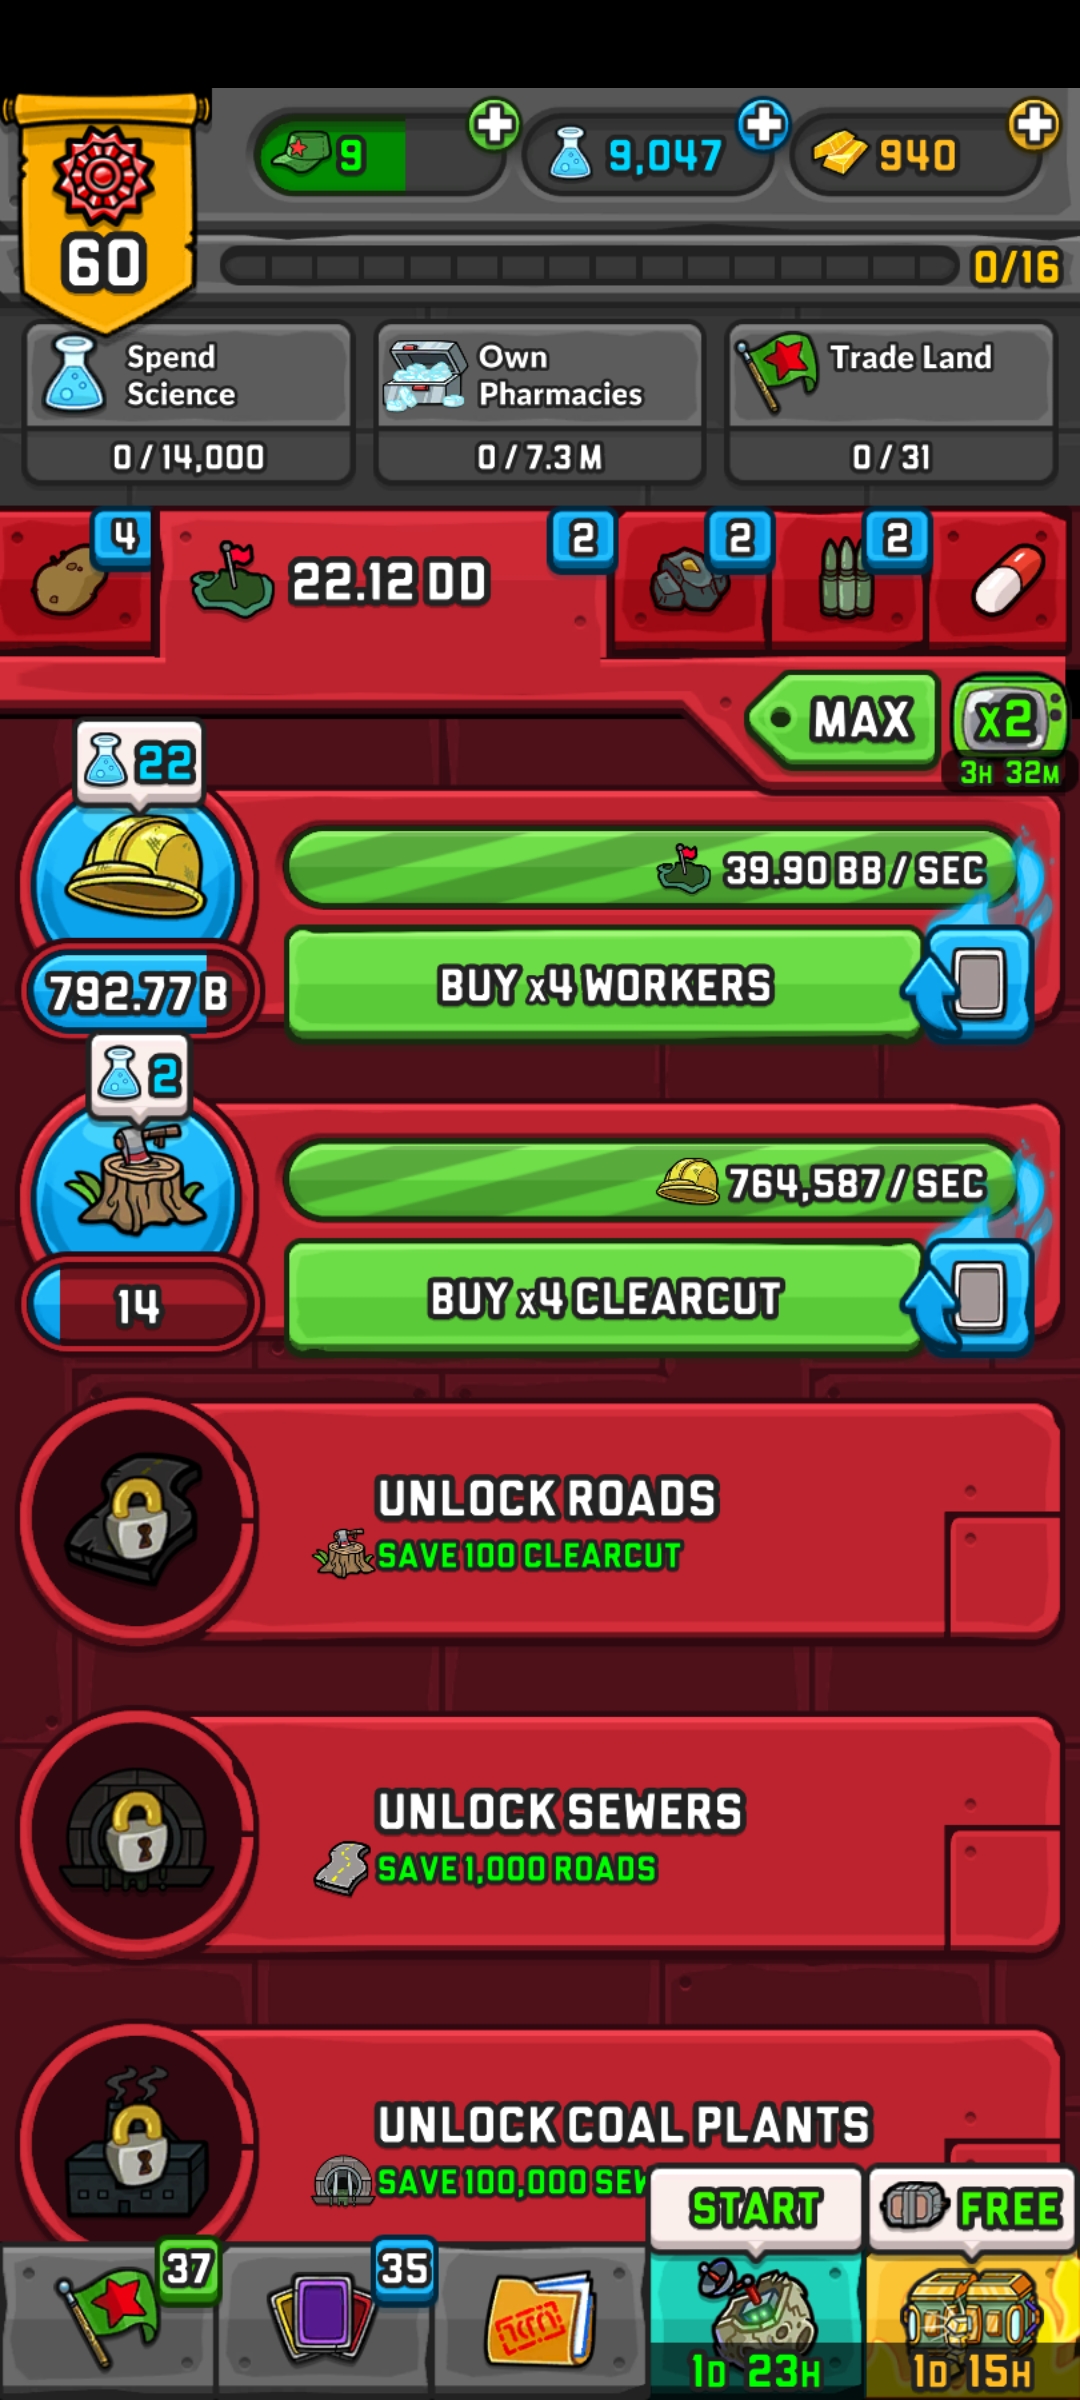 60
9
9,047
940
0/16
Spend
Science
0/14,000
Own
Pharmacies
0/7.3 M
Trade Land
0/31
4
22.12 DD
2
2
2
MAX
x2
3H 32M
22
39.90 BB / SEC
792.77 B
BUY x4 WORKERS
2
764,587 / SEC
14
BUY x4 CLEARCUT
UNLOCK ROADS
SAVE 100 CLEARCUT
UNLOCK SEWERS
SAVE 1,000 ROADS
UNLOCK COAL PLANTS
SAVE 100,000 SEW
START
FREE
37
35
1D 23H
1D 15H